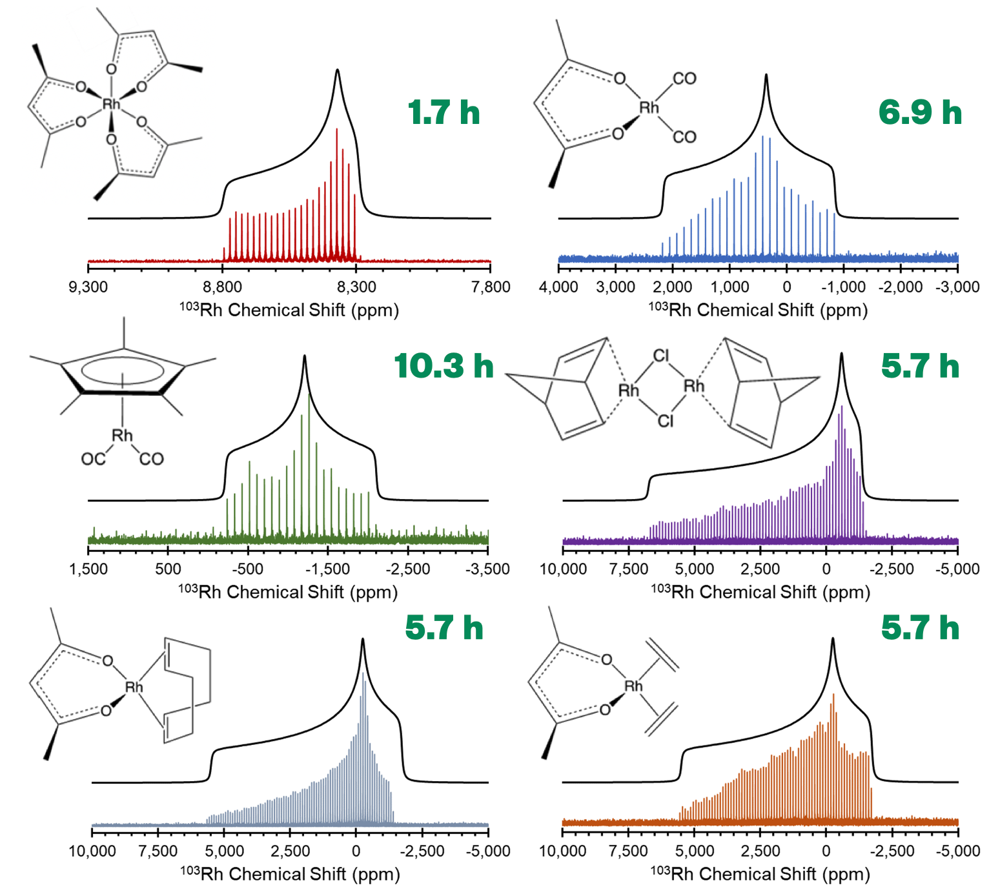 O
O
O
Rh
O
O
O
1.7 h
9,300 8,800 8,300 7,800
¹⁰³Rh Chemical Shift (ppm)
O
CO
Rh
O
CO
6.9 h
4,000 3,000 2,000 1,000 0 -1,000 -2,000 -3,000
¹⁰³Rh Chemical Shift (ppm)
Rh
OC CO
10.3 h
1,500 500 -500 -1,500 -2,500 -3,500
¹⁰³Rh Chemical Shift (ppm)
Cl
Rh Rh
Cl
5.7 h
10,000 7,500 5,000 2,500 0 -2,500 -5,000
¹⁰³Rh Chemical Shift (ppm)
O
Rh
O
5.7 h
10,000 7,500 5,000 2,500 0 -2,500 -5,000
¹⁰³Rh Chemical Shift (ppm)
O
Rh
O
5.7 h
10,000 7,500 5,000 2,500 0 -2,500 -5,000
¹⁰³Rh Chemical Shift (ppm)